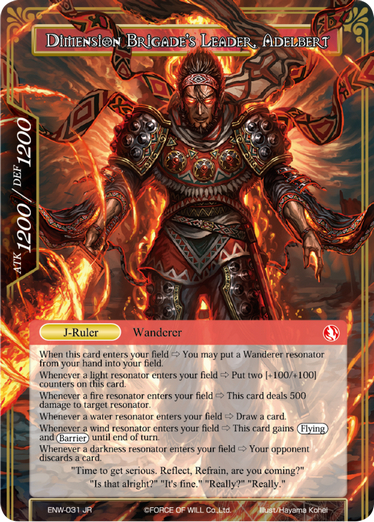 Dimension Brigade's Leader, Adelbert
ATK 1200 / DEF 1200
J-Ruler Wanderer
When this card enters your field ⇨ You may put a Wanderer resonator
from your hand into your field.
Whenever a light resonator enters your field ⇨ Put two [+100/+100]
counters on this card.
Whenever a fire resonator enters your field ⇨ This card deals 500
damage to target resonator.
Whenever a water resonator enters your field ⇨ Draw a card.
Whenever a wind resonator enters your field ⇨ This card gains Flying
and Barrier until end of turn.
Whenever a darkness resonator enters your field ⇨ Your opponent
discards a card.
"Time to get serious. Reflect, Refrain, are you coming?"
"Is that alright?" "It's fine." "Really?" "Really."
ENW-031 JR ©FORCE OF WILL Co.,Ltd. Illust/Hayama Kohei